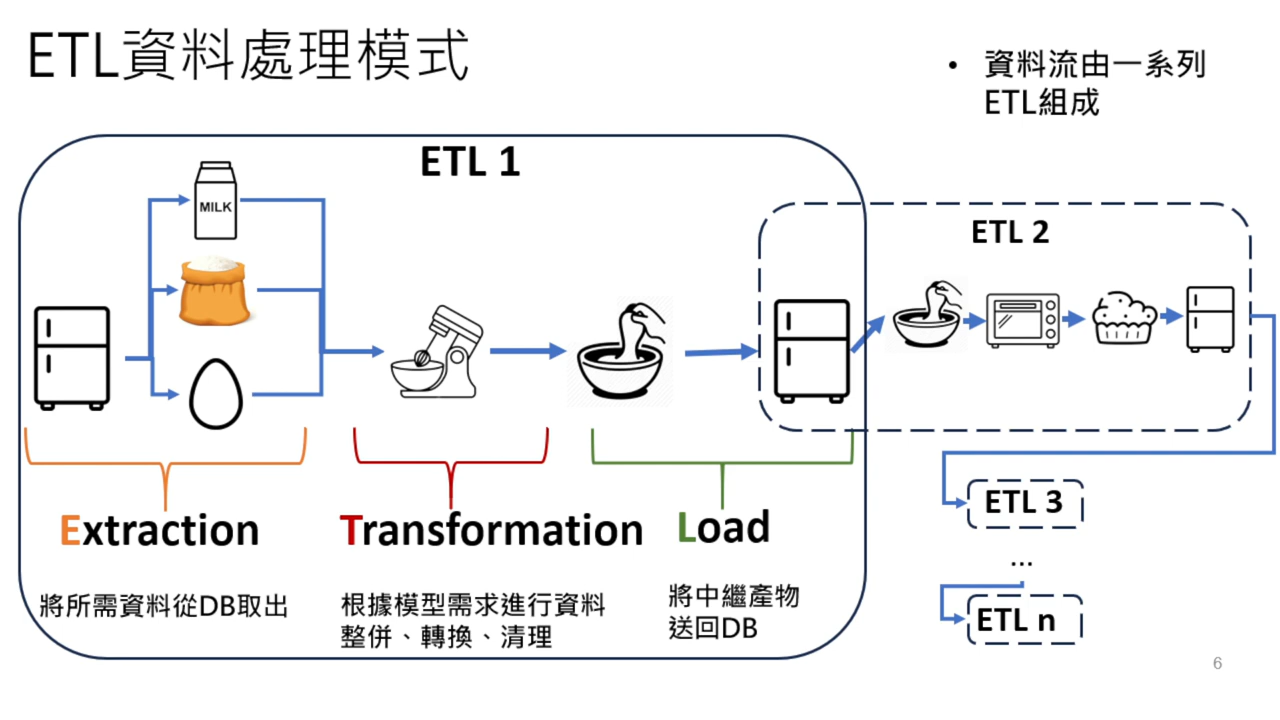 ETL資料處理模式
• 資料流由一系列
ETL組成
ETL 1
MILK
ETL 2
Extraction
將所需資料從DB取出
Transformation
根據模型需求進行資料
整併、轉換、清理
Load
將中繼產物
送回DB
ETL 3
...
ETL n
6